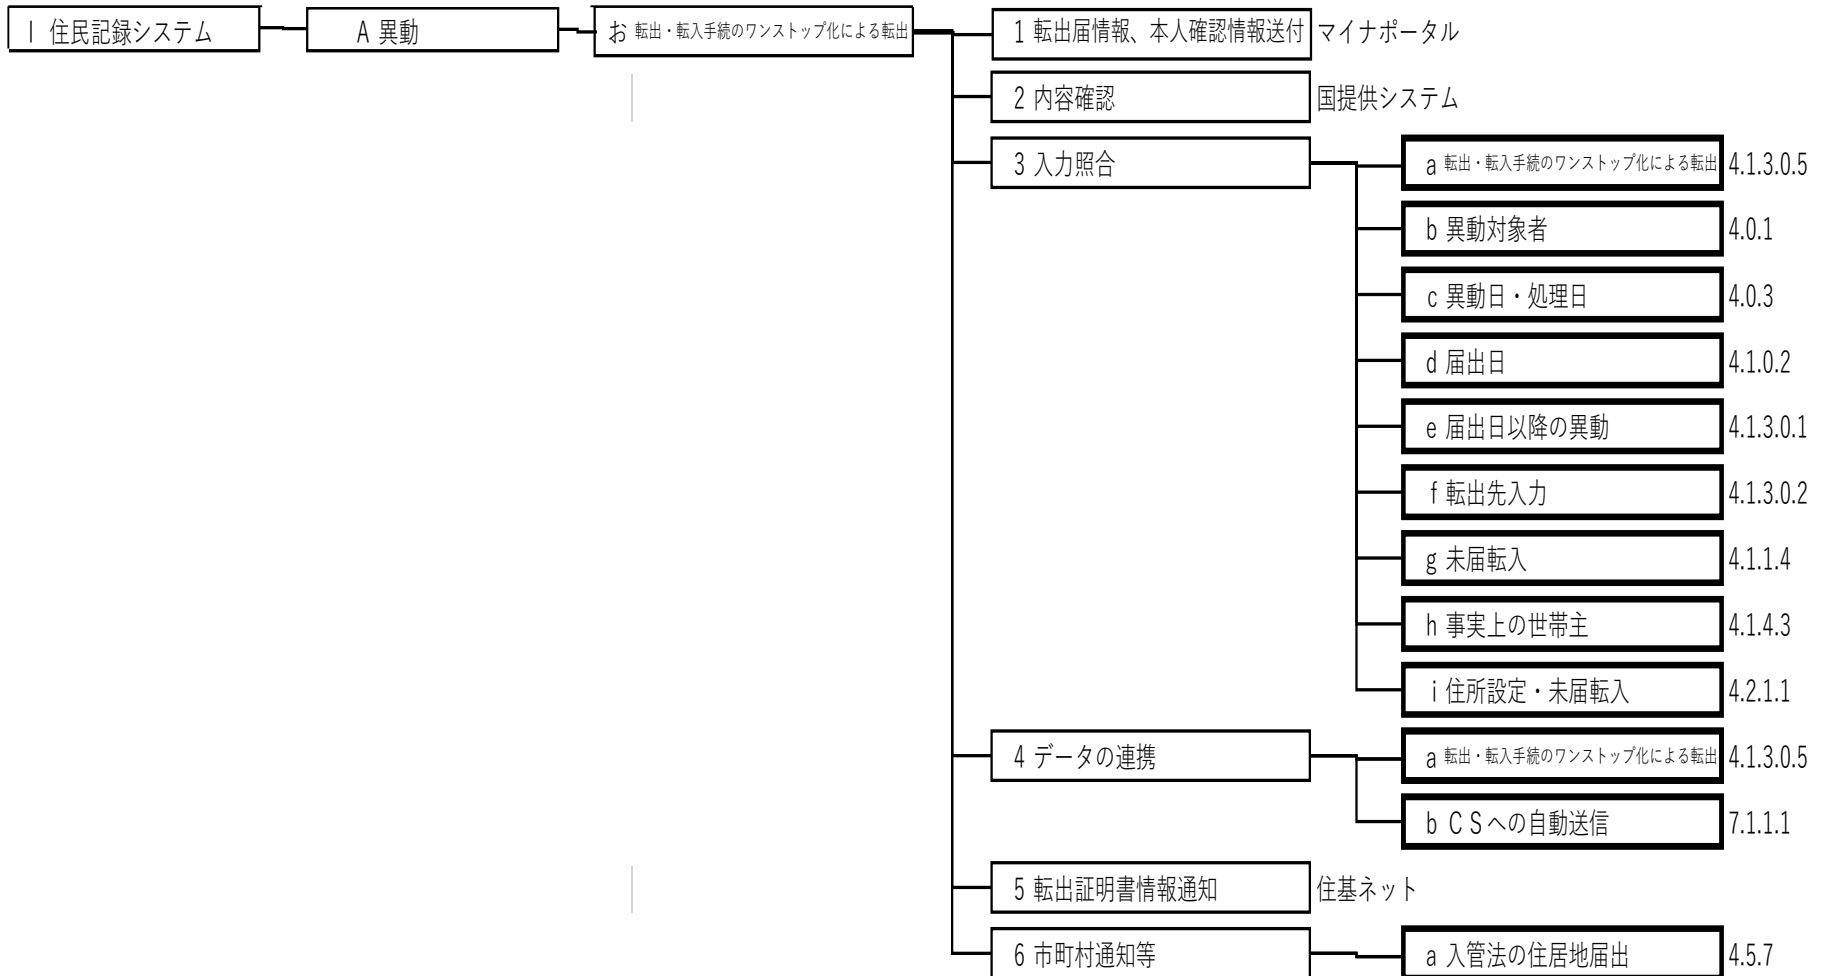 Ⅰ 住民記録システム
A 異動
お 転出・転入手続のワンストップ化による転出
1 転出届情報、本人確認情報送付 マイナポータル
2 内容確認 国提供システム
3 入力照合
a 転出・転入手続のワンストップ化による転出 4.1.3.0.5
b 異動対象者 4.0.1
c 異動日・処理日 4.0.3
d 届出日 4.1.0.2
e 届出日以降の異動 4.1.3.0.1
f 転出先入力 4.1.3.0.2
g 未届転入 4.1.1.4
h 事実上の世帯主 4.1.4.3
i 住所設定・未届転入 4.2.1.1
4 データの連携
a 転出・転入手続のワンストップ化による転出 4.1.3.0.5
b CSへの自動送信 7.1.1.1
5 転出証明書情報通知 住基ネット
6 市町村通知等
a 入管法の住居地届出 4.5.7